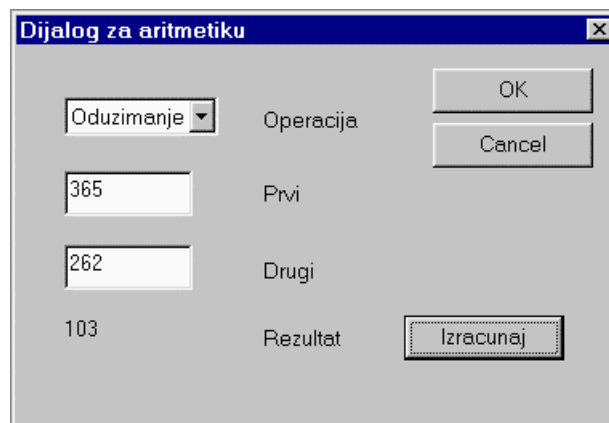 Dijalog za aritmetiku
OK
Oduzimanje
Operacija
Cancel
365
Prvi
262
Drugi
103
Rezultat
Izracunaj